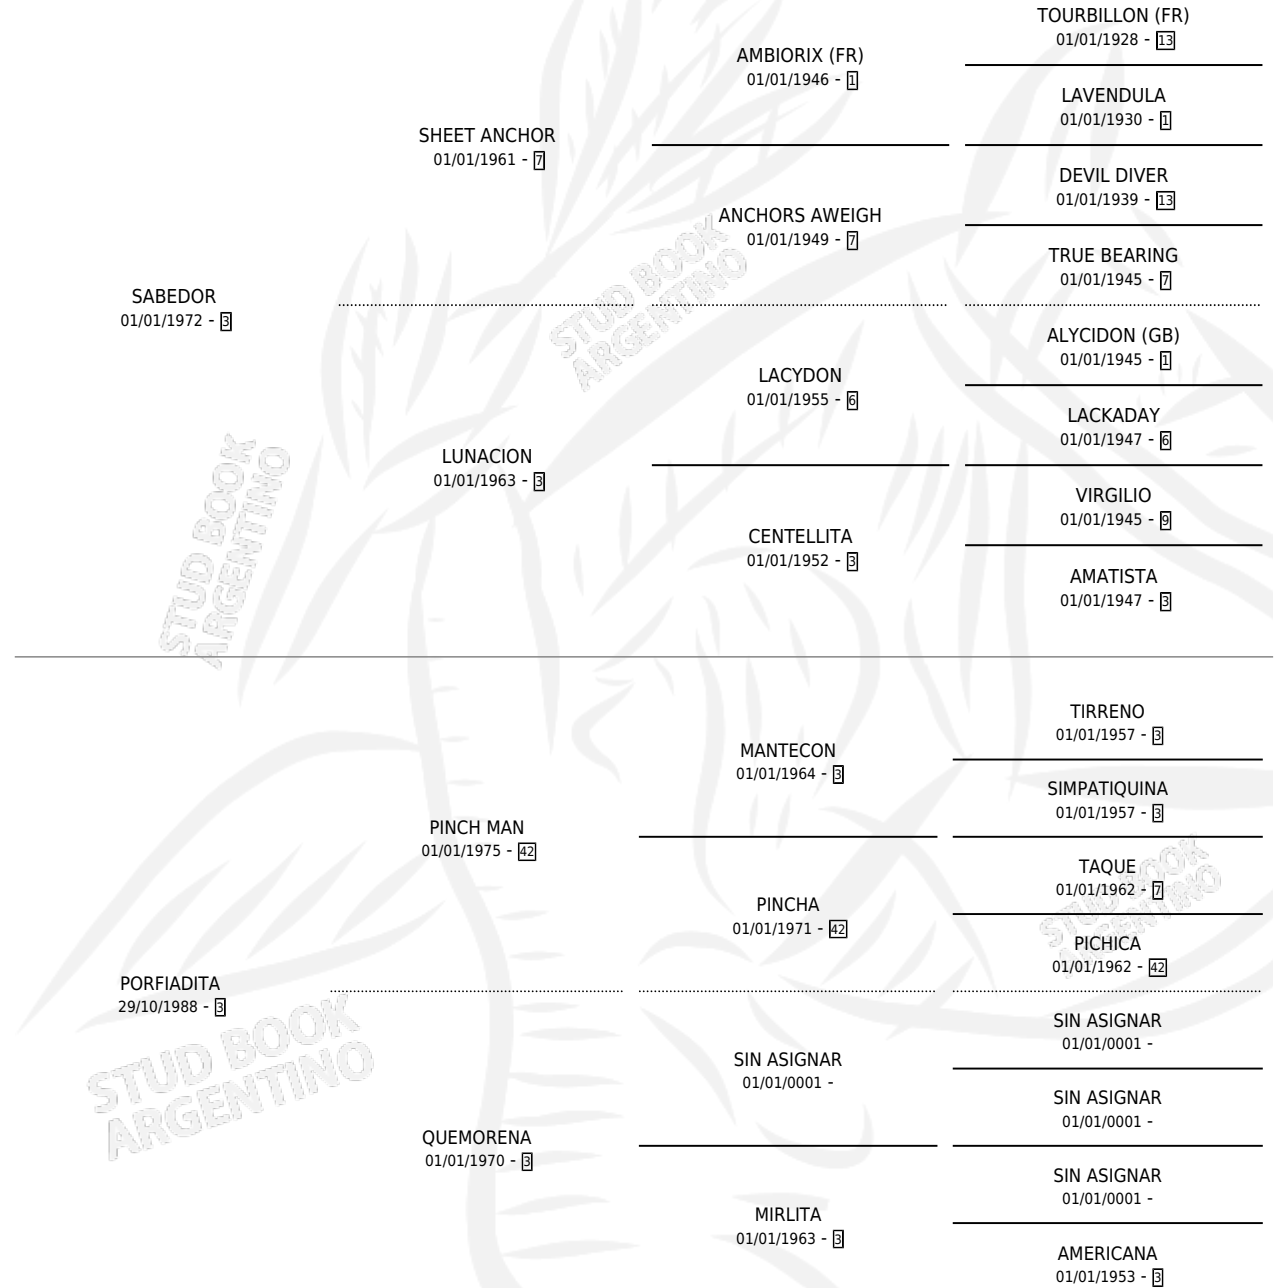 TOURBILLON (FR)
01/01/1928 - 13
AMBIORIX (FR)
01/01/1946 - 1
LAVENDULA
01/01/1930 - 1
SHEET ANCHOR
01/01/1961 - 7
DEVIL DIVER
01/01/1939 - 13
ANCHORS AWEIGH
01/01/1949 - 7
TRUE BEARING
01/01/1945 - 7
SABEDOR
01/01/1972 - 3
STUD BOOK
ARGENTINO
ALYCIDON (GB)
01/01/1945 - 1
LACYDON
01/01/1955 - 6
LACKADAY
01/01/1947 - 6
LUNACION
01/01/1963 - 3
VIRGILIO
01/01/1945 - 9
CENTELLITA
01/01/1952 - 3
AMATISTA
01/01/1947 - 3
STUD BOOK
ARGENTINO
TIRRENO
01/01/1957 - 3
MANTECON
01/01/1964 - 3
SIMPATIQUINA
01/01/1957 - 3
PINCH MAN
01/01/1975 - 42
TAQUE
01/01/1962 - 7
PINCHA
01/01/1971 - 42
STUD BOOK
ARGENTINO
PICHICA
01/01/1962 - 42
PORFIADITA
29/10/1988 - 3
SIN ASIGNAR
01/01/0001 -
SIN ASIGNAR
01/01/0001 -
SIN ASIGNAR
01/01/0001 -
STUD BOOK
ARGENTINO
QUEMORENA
01/01/1970 - 3
SIN ASIGNAR
01/01/0001 -
MIRLITA
01/01/1963 - 3
AMERICANA
01/01/1953 - 3